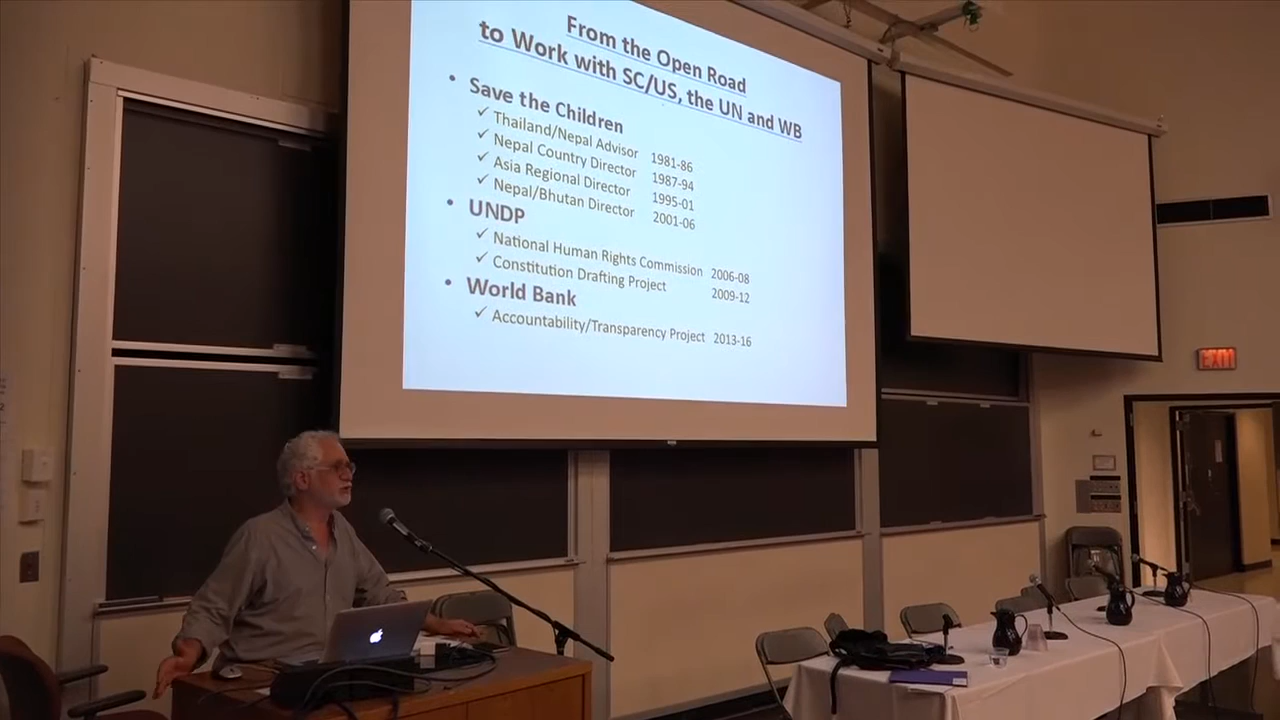 From the Open Road
to Work with SC/US, the UN and WB
• Save the Children
✓ Thailand/Nepal Advisor 1981-86
✓ Nepal Country Director 1987-94
✓ Asia Regional Director 1995-01
✓ Nepal/Bhutan Director 2001-06
• UNDP
✓ National Human Rights Commission 2006-08
✓ Constitution Drafting Project 2009-12
• World Bank
✓ Accountability/Transparency Project 2013-16
EXIT